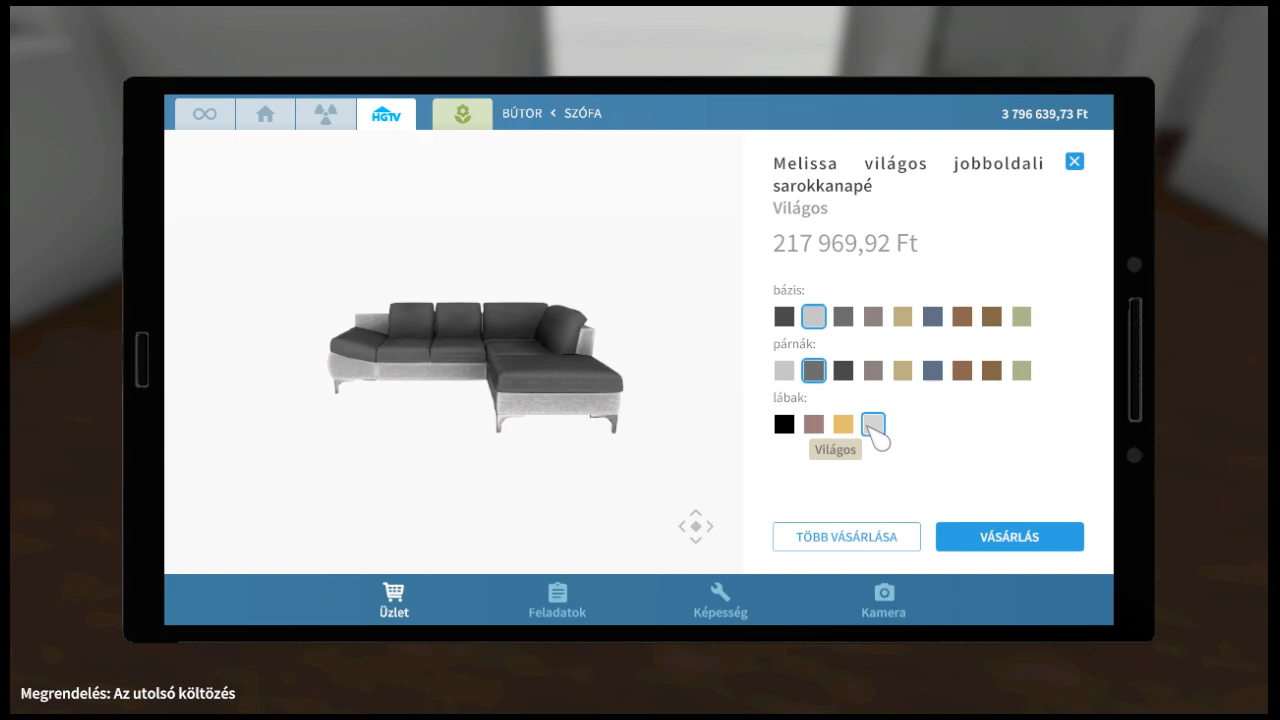 HGTV
BÚTOR < SZÓFA
3 796 639,73 Ft
Melissa világos jobboldali
sarokkanapé
Világos
217 969,92 Ft
bázis:
párnák:
lábak:
Világos
TÖBB VÁSÁRLÁSA
VÁSÁRLÁS
Üzlet
Feladatok
Képesség
Kamera
Megrendelés: Az utolsó költözés